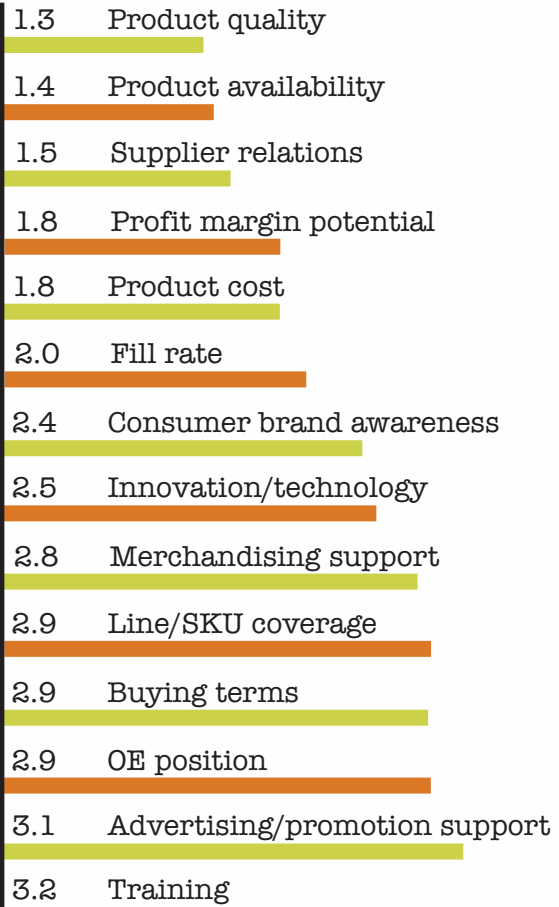 1.3 Product quality
1.4 Product availability
1.5 Supplier relations
1.8 Profit margin potential
1.8 Product cost
2.0 Fill rate
2.4 Consumer brand awareness
2.5 Innovation/technology
2.8 Merchandising support
2.9 Line/SKU coverage
2.9 Buying terms
2.9 OE position
3.1 Advertising/promotion support
3.2 Training